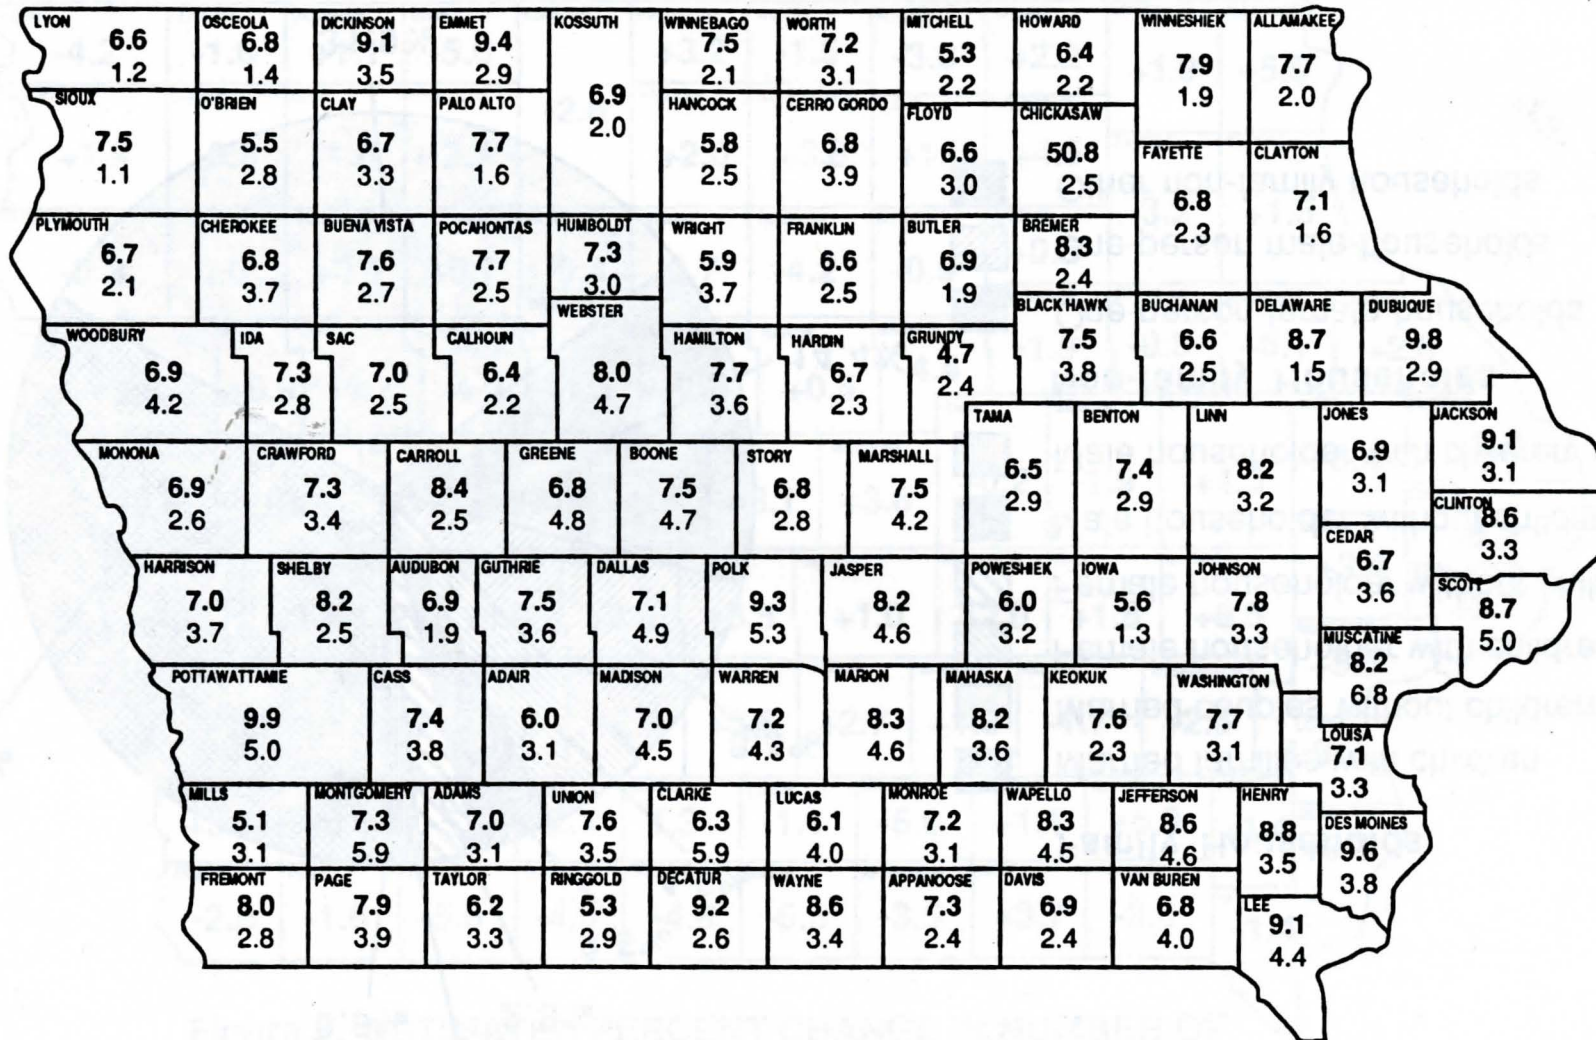 LYON
6.6
1.2
OSCEOLA
6.8
1.4
DICKINSON
9.1
3.5
EMMET
9.4
2.9
KOSSUTH
6.9
2.0
WINNEBAGO
7.5
2.1
WORTH
7.2
3.1
MITCHELL
5.3
2.2
HOWARD
6.4
2.2
WINNESHIEK
7.9
1.9
ALLAMAKEE
7.7
2.0
SIOUX
7.5
1.1
O'BRIEN
5.5
2.8
CLAY
6.7
3.3
PALO ALTO
7.7
1.6
HANCOCK
5.8
2.5
CERRO GORDO
6.8
3.9
FLOYD
6.6
3.0
CHICKASAW
50.8
2.5
FAYETTE
6.8
2.3
CLAYTON
7.1
1.6
PLYMOUTH
6.7
2.1
CHEROKEE
6.8
3.7
BUENA VISTA
7.6
2.7
POCAHONTAS
7.7
2.5
HUMBOLDT
7.3
3.0
WRIGHT
5.9
3.7
FRANKLIN
6.6
2.5
BUTLER
6.9
1.9
BREMER
8.3
2.4
WOODBURY
6.9
4.2
IDA
7.3
2.8
SAC
7.0
2.5
CALHOUN
6.4
2.2
WEBSTER
8.0
4.7
HAMILTON
7.7
3.6
HARDIN
6.7
2.3
GRUNDY
4.7
2.4
BLACK HAWK
7.5
3.8
BUCHANAN
6.6
2.5
DELAWARE
8.7
1.5
DUBUQUE
9.8
2.9
MONONA
6.9
2.6
CRAWFORD
7.3
3.4
CARROLL
8.4
2.5
GREENE
6.8
4.8
BOONE
7.5
4.7
STORY
6.8
2.8
MARSHALL
7.5
4.2
TAMA
6.5
2.9
BENTON
7.4
2.9
LINN
8.2
3.2
JONES
6.9
3.1
JACKSON
9.1
3.1
CLINTON
8.6
3.3
CEDAR
6.7
3.6
HARRISON
7.0
3.7
SHELBY
8.2
2.5
AUDUBON
6.9
1.9
GUTHRIE
7.5
3.6
DALLAS
7.1
4.9
POLK
9.3
5.3
JASPER
8.2
4.6
POWESHIEK
6.0
3.2
IOWA
5.6
1.3
JOHNSON
7.8
3.3
SCOTT
8.7
5.0
MUSCATINE
8.2
6.8
POTTAWATTAMIE
9.9
5.0
CASS
7.4
3.8
ADAIR
6.0
3.1
MADISON
7.0
4.5
WARREN
7.2
4.3
MARION
8.3
4.6
MAHASKA
8.2
3.6
KEOKUK
7.6
2.3
WASHINGTON
7.7
3.1
LOUISA
7.1
3.3
MILLS
5.1
3.1
MONTGOMERY
7.3
5.9
ADAMS
7.0
3.1
UNION
7.6
3.5
CLARKE
6.3
5.9
LUCAS
6.1
4.0
MONROE
7.2
3.1
WAPELLO
8.3
4.5
JEFFERSON
8.6
4.6
HENRY
8.8
3.5
DES MOINES
9.6
3.8
FREMONT
8.0
2.8
PAGE
7.9
3.9
TAYLOR
6.2
3.3
RINGGOLD
5.3
2.9
DECATUR
9.2
2.6
WAYNE
8.6
3.4
APPANOOSE
7.3
2.4
DAVIS
6.9
2.4
VAN BUREN
6.8
4.0
LEE
9.1
4.4